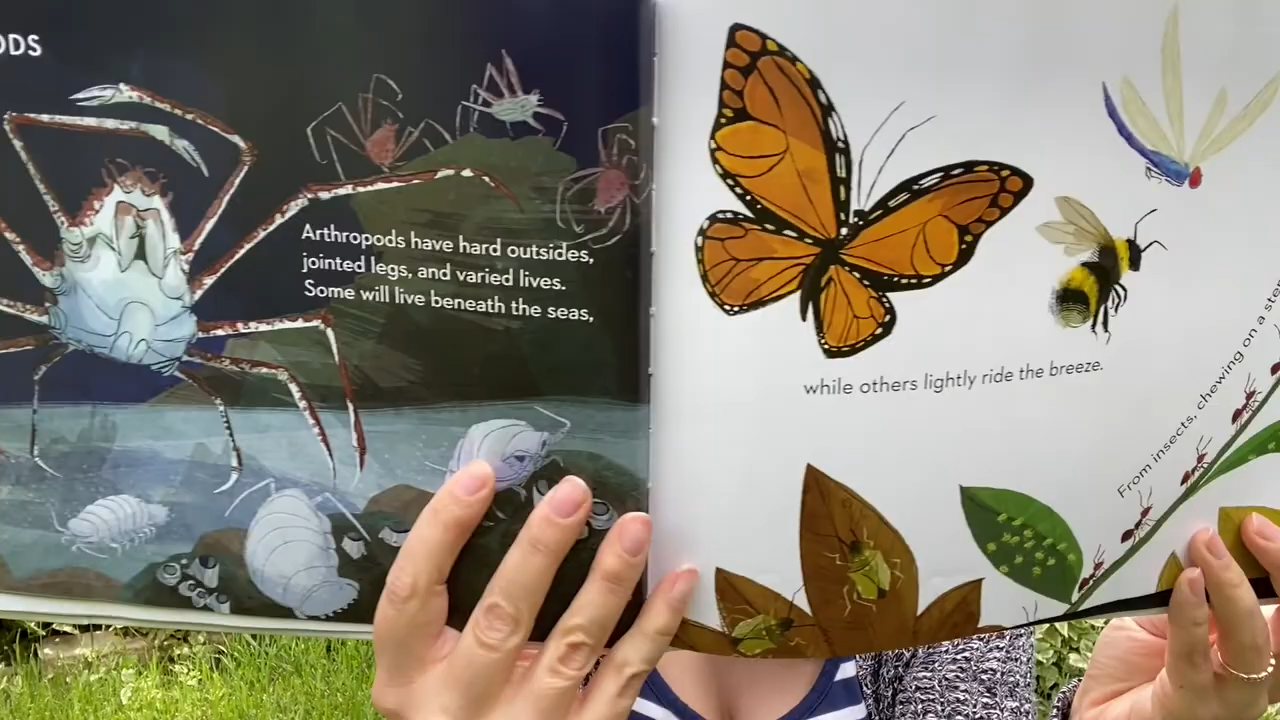 ODS
Arthropods have hard outsides,
jointed legs, and varied lives.
Some will live beneath the seas,
while others lightly ride the breeze.
From insects, chewing on a